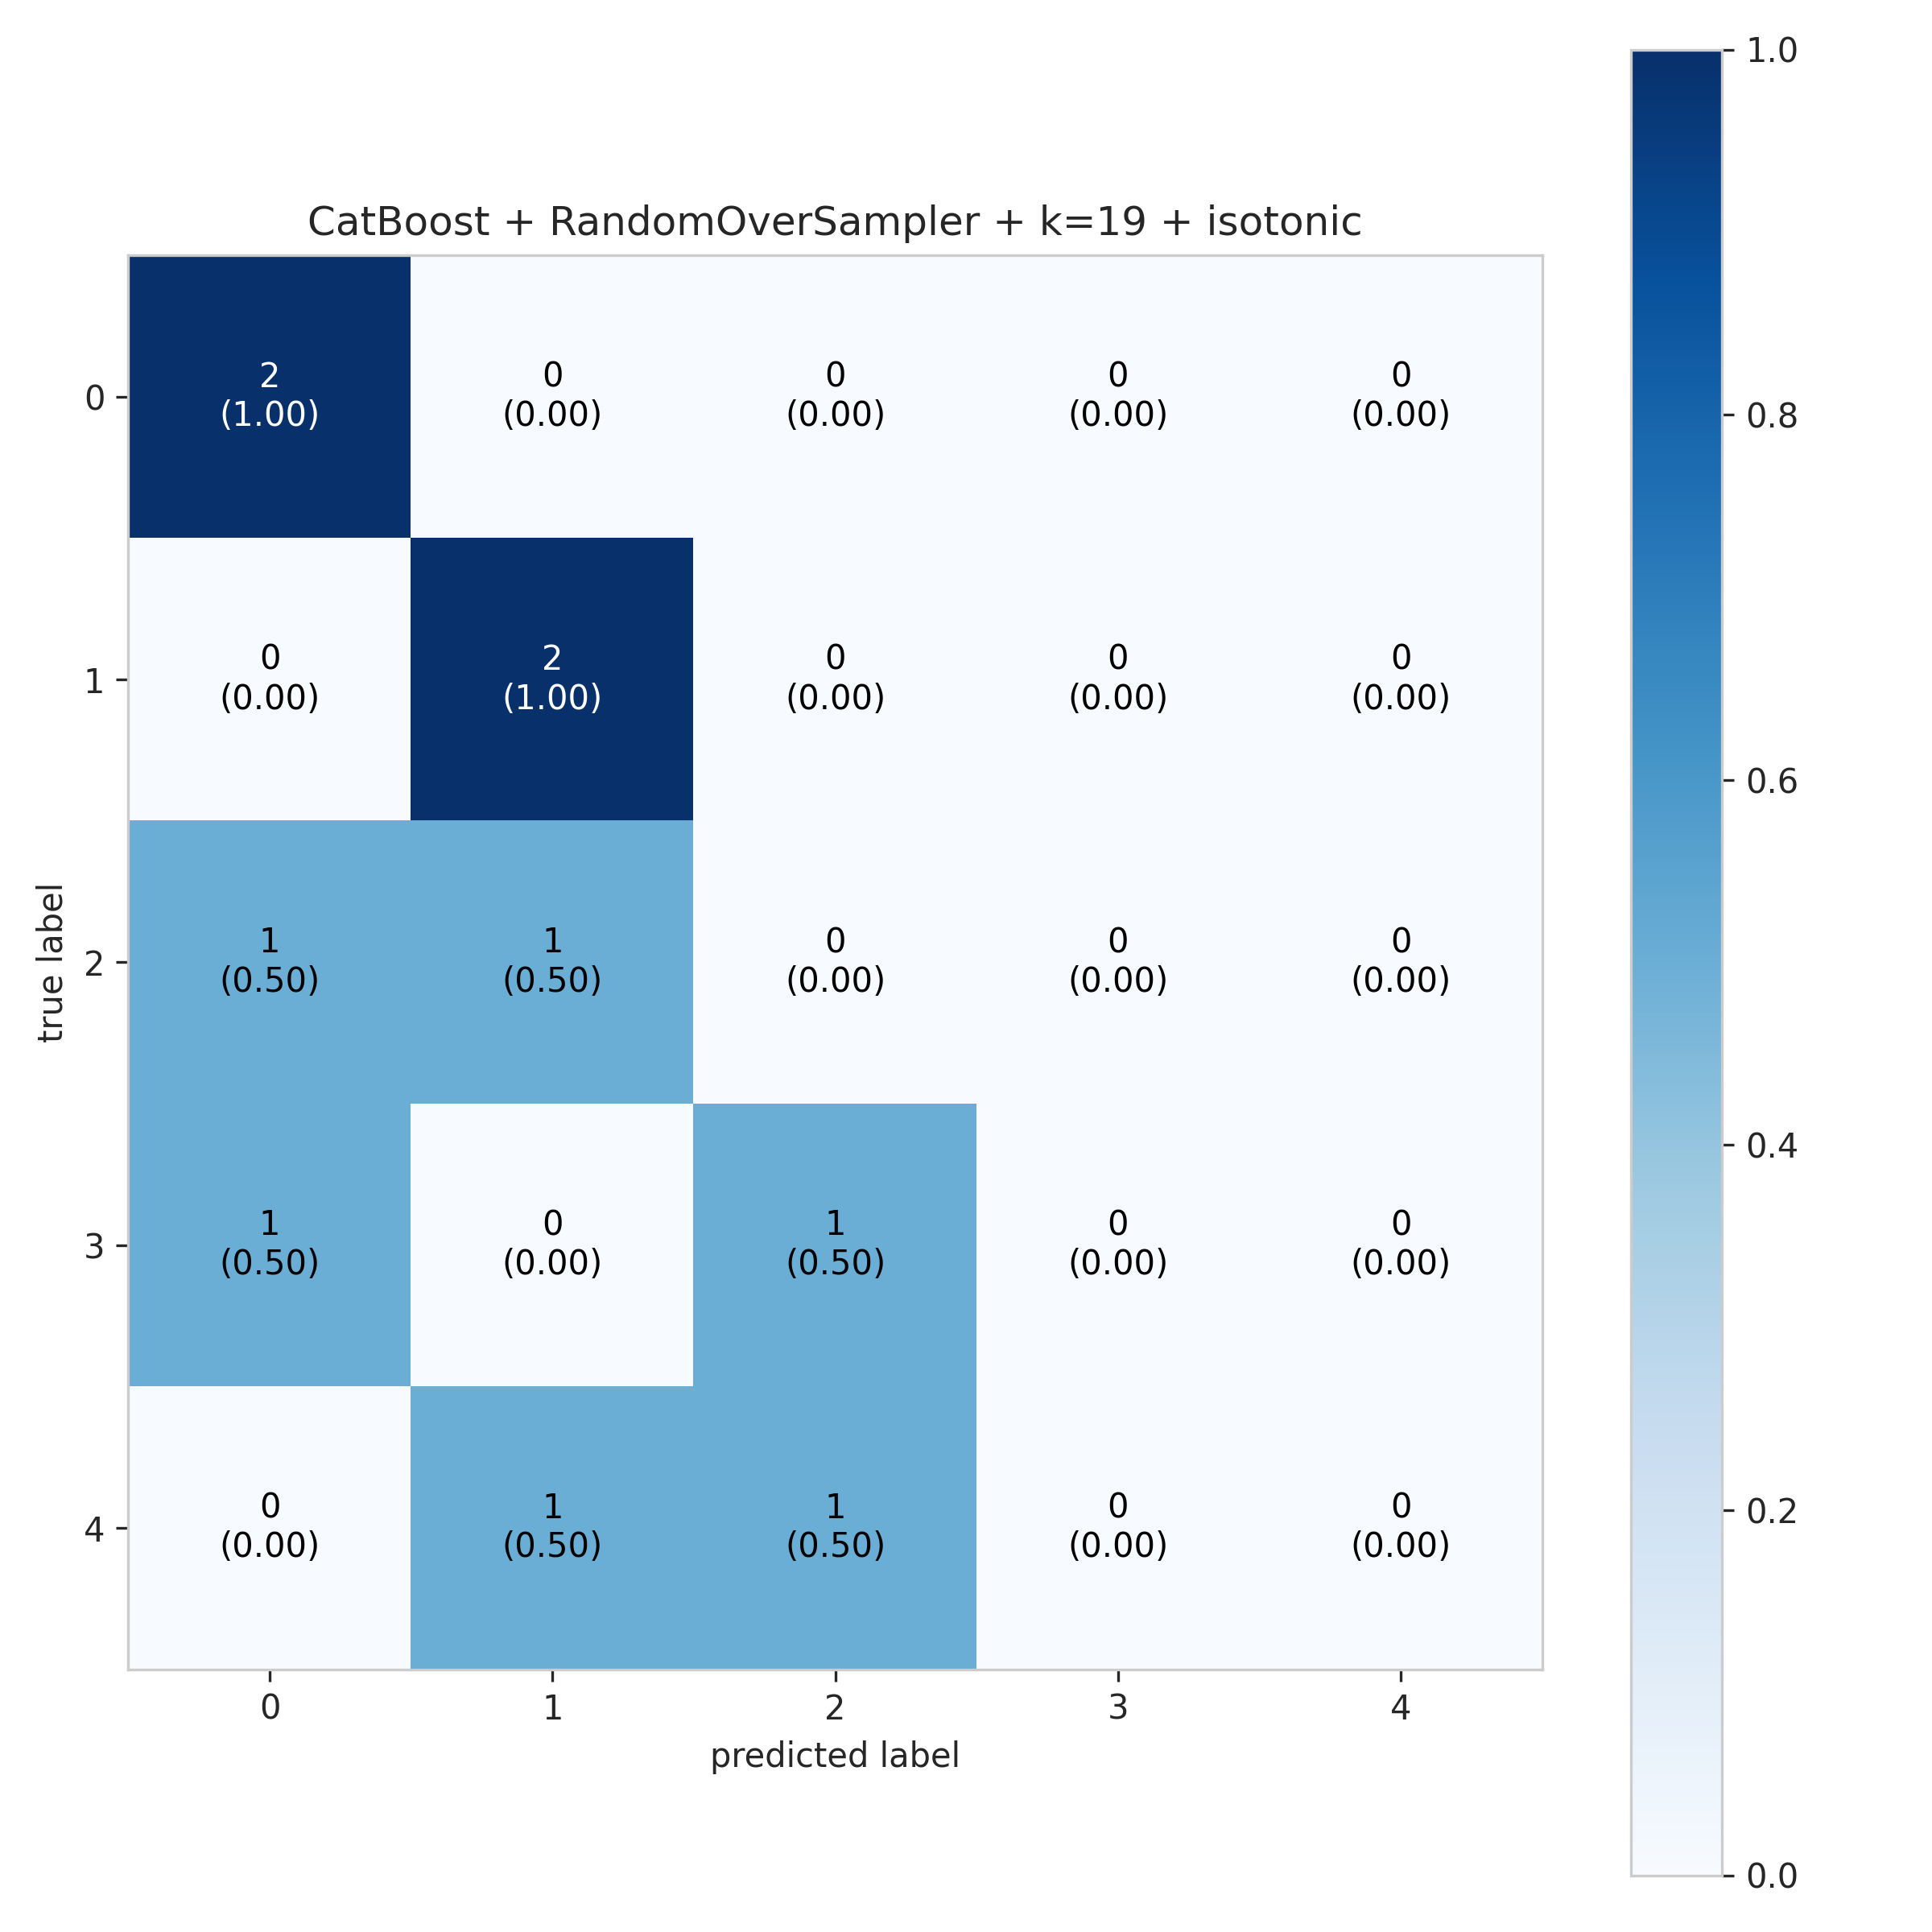 CatBoost + RandomOverSampler + k=19 + isotonic
true label
0
2 0 0 0 0
(1.00) (0.00) (0.00) (0.00) (0.00)
1
0 2 0 0 0
(0.00) (1.00) (0.00) (0.00) (0.00)
2
1 1 0 0 0
(0.50) (0.50) (0.00) (0.00) (0.00)
3
1 0 1 0 0
(0.50) (0.00) (0.50) (0.00) (0.00)
4
0 1 1 0 0
(0.00) (0.50) (0.50) (0.00) (0.00)
0 1 2 3 4
predicted label
1.0
0.8
0.6
0.4
0.2
0.0